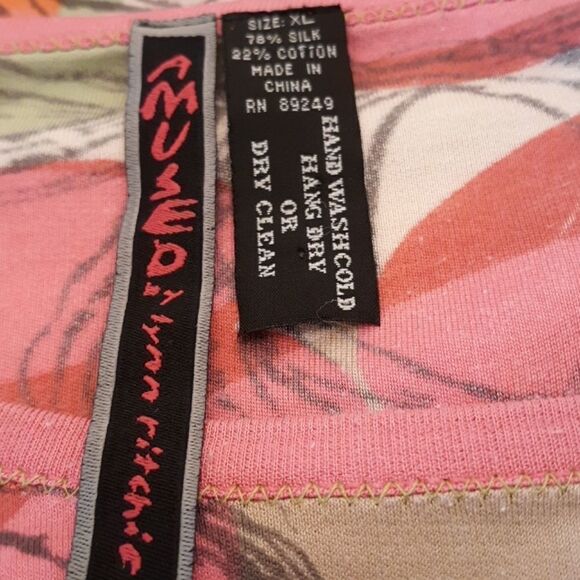 AMUSED by lynn ritchie
SIZE: XL
78% SILK
22% COTTON
MADE IN
CHINA
RN 89249
HAND WASH COLD
HANG DRY
OR
DRY CLEAN